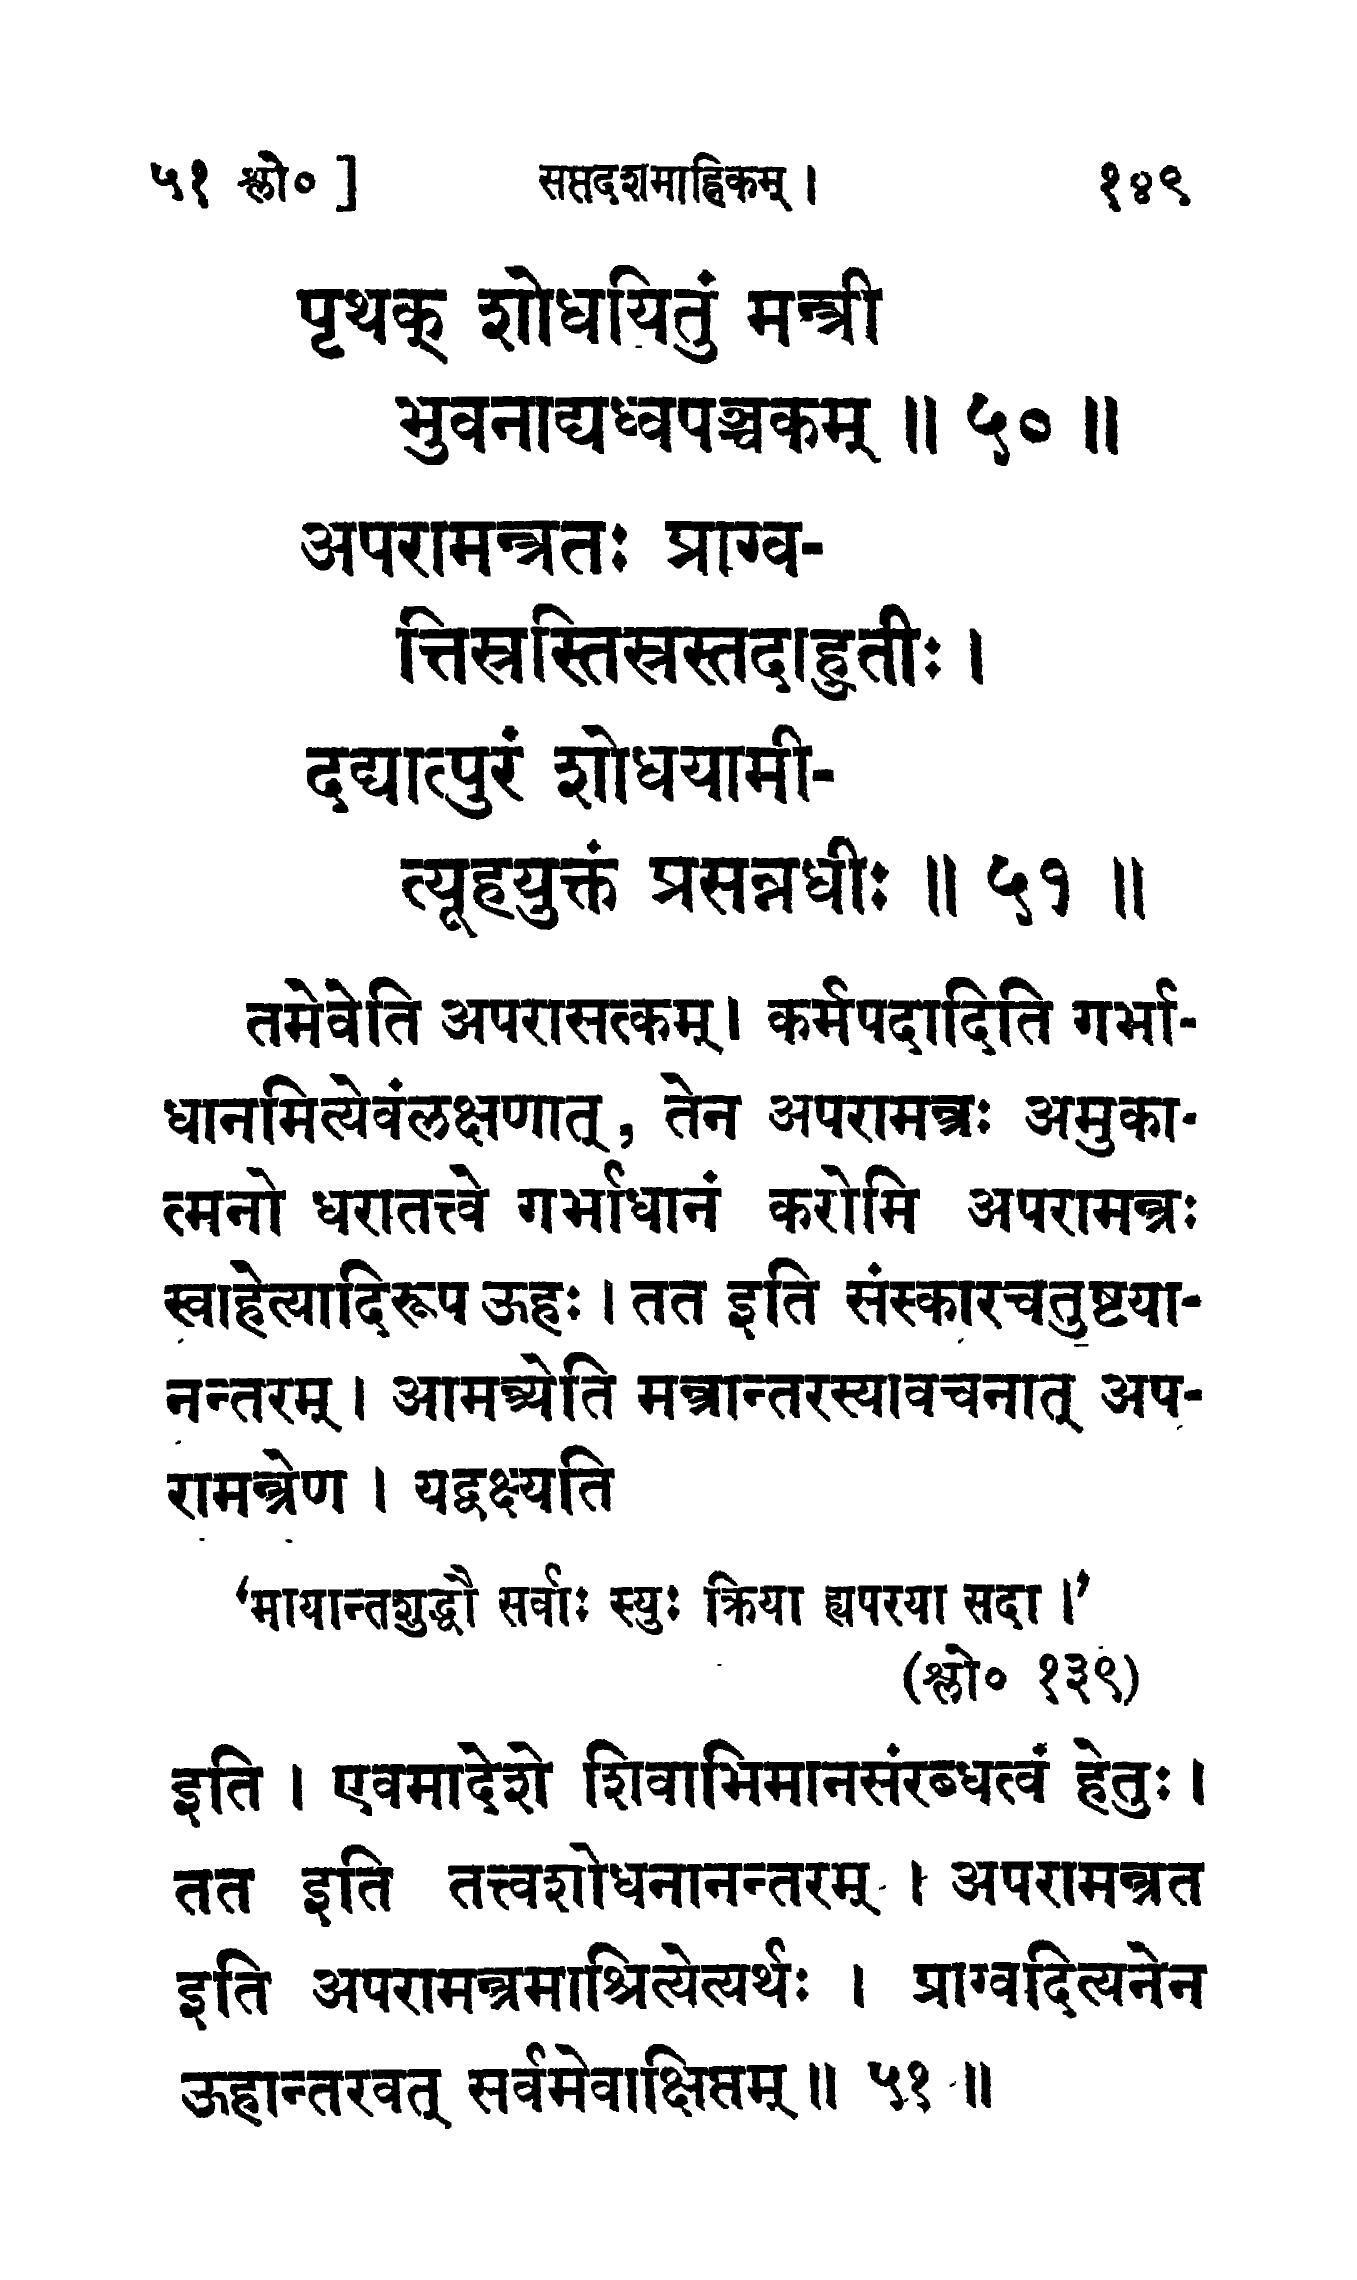 ५१ श्लो० ] सप्तदशमाह्निकम् । १४९
पृथक् शोधयितुं मन्त्री
भुवनाद्यध्वपञ्चकम् ॥ ५० ॥
अपरामन्त्रतः प्राग्व-
त्तिस्रस्तिस्रस्तदाहुतीः ।
दद्यात्पुरं शोधयामी-
त्यूहयुक्तं प्रसन्नधीः ॥ ५१ ॥
तमेवेति अपरासत्कम् । कर्मपदादिति गर्भा-
धानमित्येवंलक्षणात् , तेन अपरामन्त्रः अमुका-
त्मनो धरातत्त्वे गर्भाधानं करोमि अपरामन्त्रः
स्वाहेत्यादिरूप ऊहः । तत इति संस्कारचतुष्टया-
नन्तरम् । आमन्त्र्येति मन्त्रान्तरस्यावचनात् अप-
रामन्त्रेण । यद्वक्ष्यति
‘मायान्तशुद्धौ सर्वाः स्युः क्रिया ह्यपरया सदा ।’
(श्लो० १३९)
इति । एवमादेशे शिवाभिमानसंरब्धत्वं हेतुः ।
तत इति तत्त्वशोधनानन्तरम् । अपरामन्त्रत
इति अपरामन्त्रमाश्रित्येत्यर्थः । प्राग्वदित्यनेन
ऊहान्तरवत् सर्वमेवाक्षिप्तम् ॥ ५१ ॥